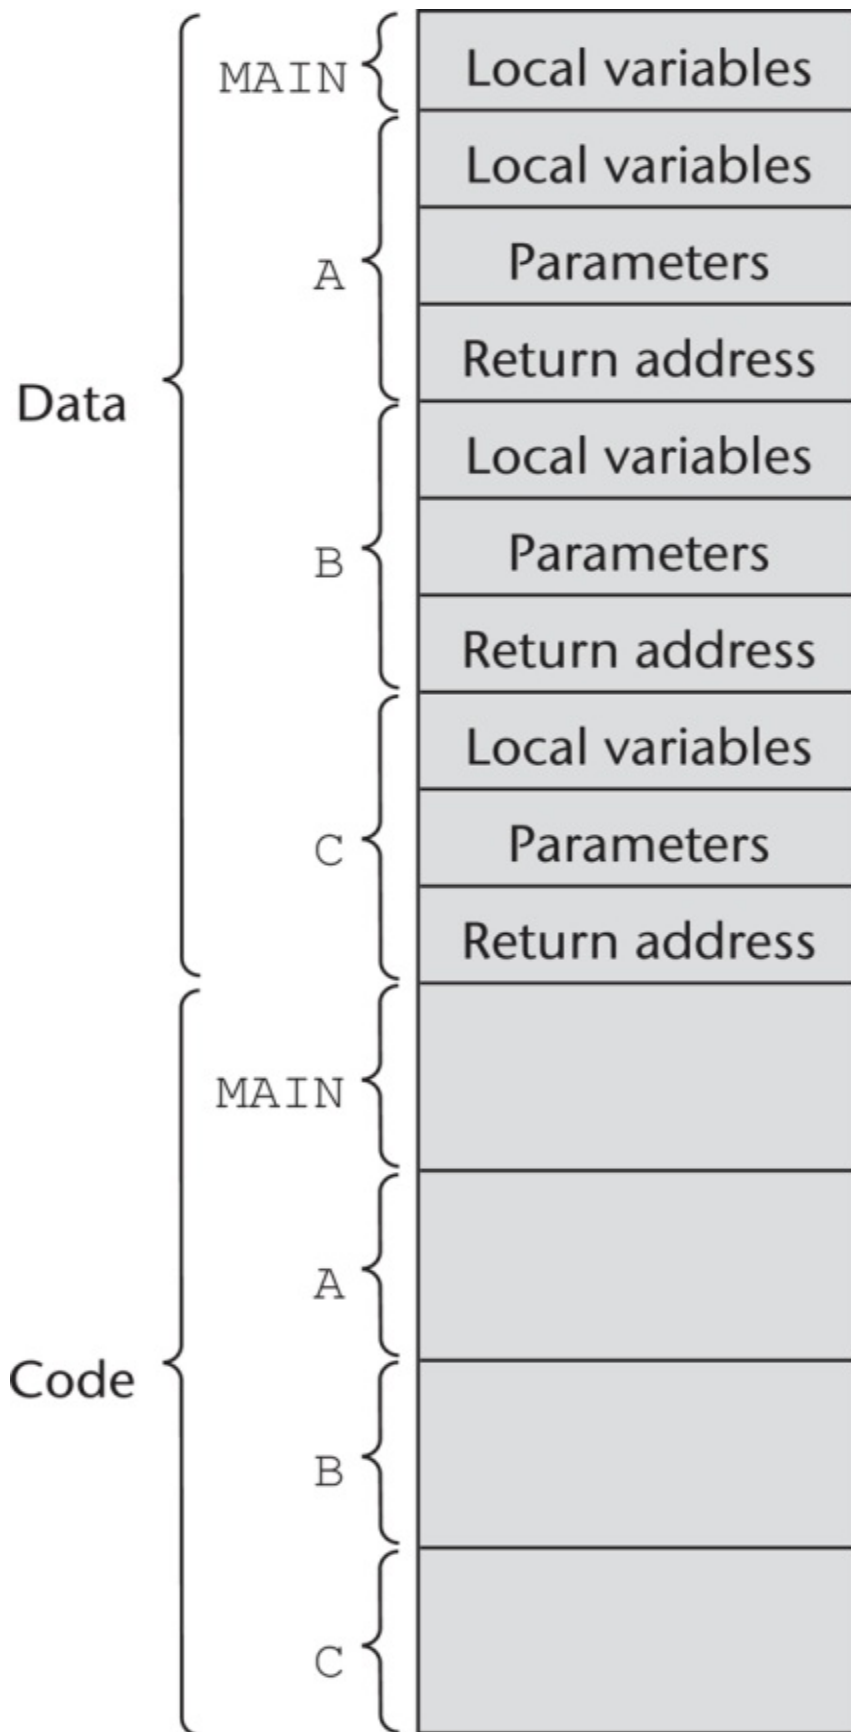 MAIN
Local variables
Local variables
A
Parameters
Return address
Data
Local variables
B
Parameters
Return address
Local variables
C
Parameters
Return address
MAIN
A
Code
B
C